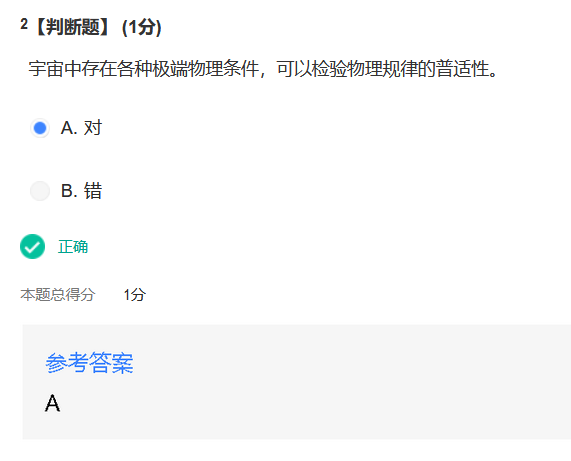 2【判断题】 (1分)
宇宙中存在各种极端物理条件，可以检验物理规律的普适性。
A. 对
B. 错
正确
本题总得分 1分
参考答案
A